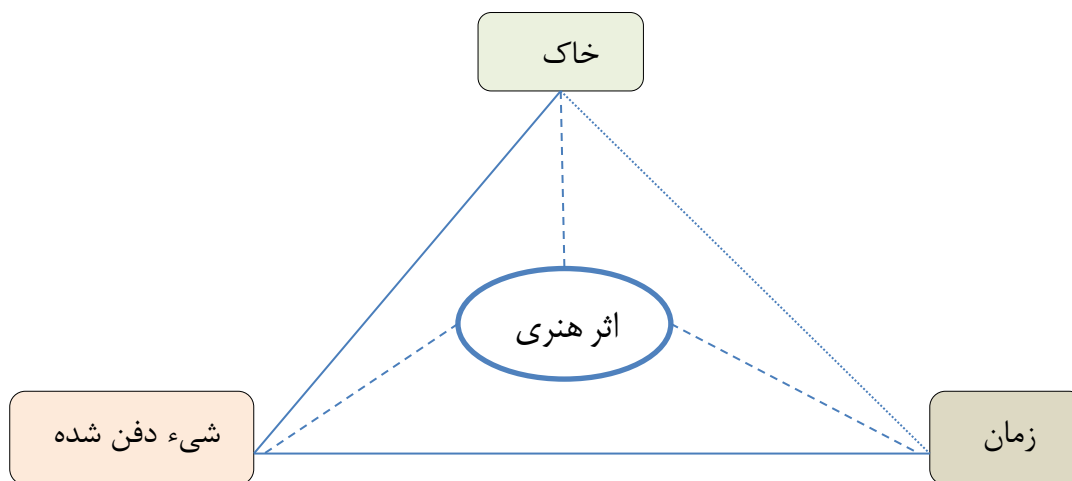 خاک
اثر هنری
زمان
شیء دفن شده